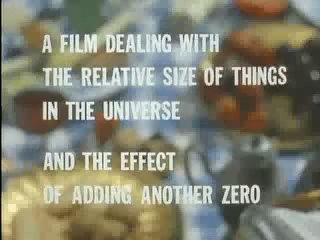 A FILM DEALING WITH
THE RELATIVE SIZE OF THINGS
IN THE UNIVERSE
AND THE EFFECT
OF ADDING ANOTHER ZERO